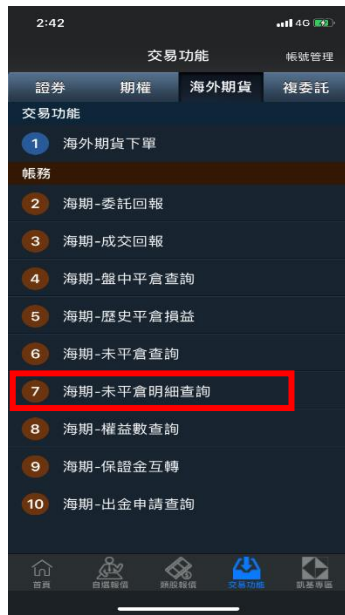 2:42 4G
交易功能 帳號管理
證券 期權 海外期貨 複委託
交易功能
1 海外期貨下單
帳務
2 海期-委託回報
3 海期-成交回報
4 海期-盤中平倉查詢
5 海期-歷史平倉損益
6 海期-未平倉查詢
7 海期-未平倉明細查詢
8 海期-權益數查詢
9 海期-保證金互轉
10 海期-出金申請查詢
首頁 自選報價 類股報價 交易功能 凱基專區